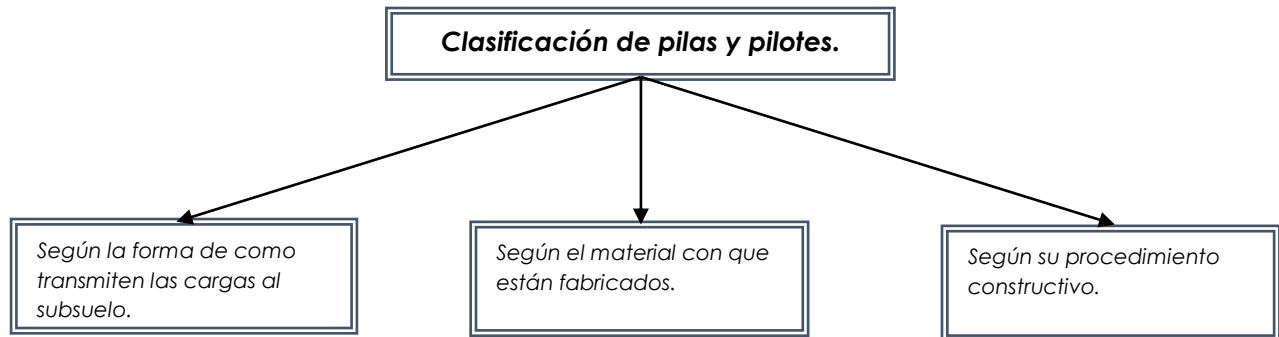 Clasificación de pilas y pilotes.
Según la forma de como
transmiten las cargas al
subsuelo.
Según el material con que
están fabricados.
Según su procedimiento
constructivo.